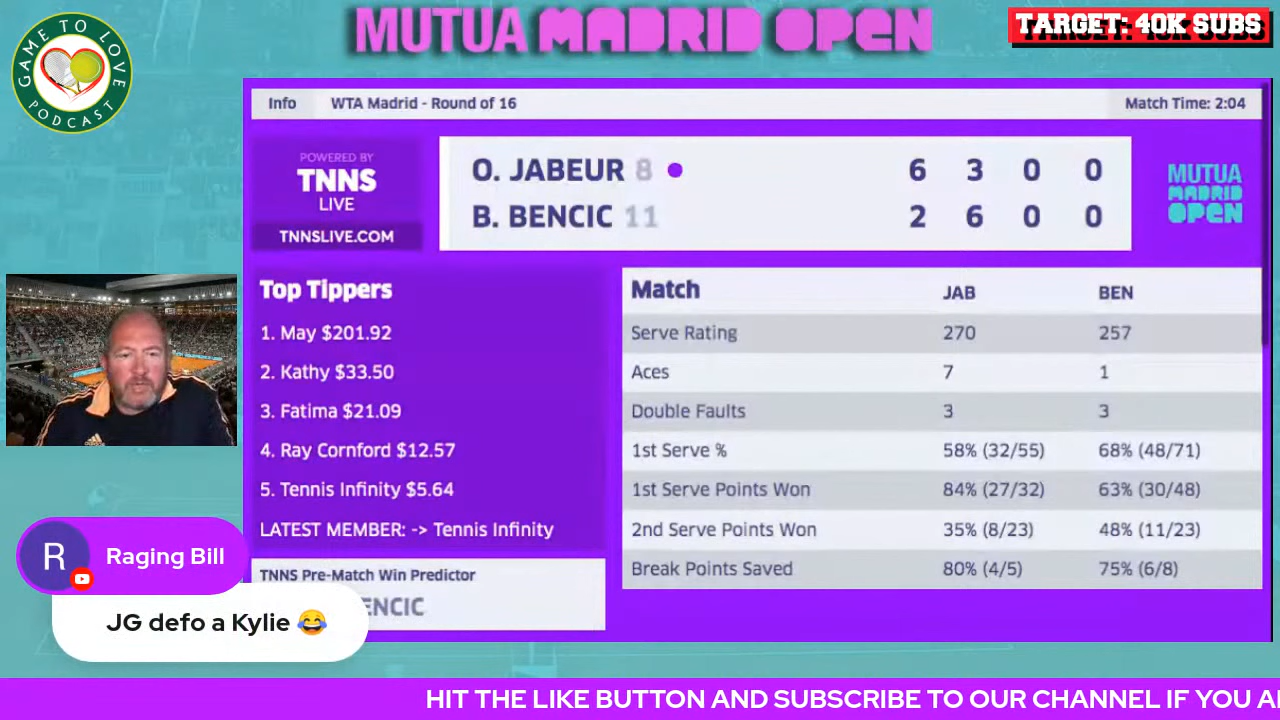 GAME TO LOVE
PODCAST
MUTUA MADRID OPEN
TARGET: 40K SUBS
Info WTA Madrid - Round of 16 Match Time: 2:04
POWERED BY
TNNS
LIVE
TNNSLIVE.COM
O. JABEUR 8 6 3 0 0
B. BENCIC 11 2 6 0 0
MUTUA
MADRID
OPEN
Top Tippers
1. May $201.92
2. Kathy $33.50
3. Fatima $21.09
4. Ray Cornford $12.57
5. Tennis Infinity $5.64
LATEST MEMBER: -> Tennis Infinity
TNNS Pre-Match Win Predictor
ENCIC
Match JAB BEN
Serve Rating 270 257
Aces 7 1
Double Faults 3 3
1st Serve % 58% (32/55) 68% (48/71)
1st Serve Points Won 84% (27/32) 63% (30/48)
2nd Serve Points Won 35% (8/23) 48% (11/23)
Break Points Saved 80% (4/5) 75% (6/8)
R Raging Bill
JG defo a Kylie 😂
HIT THE LIKE BUTTON AND SUBSCRIBE TO OUR CHANNEL IF YOU A